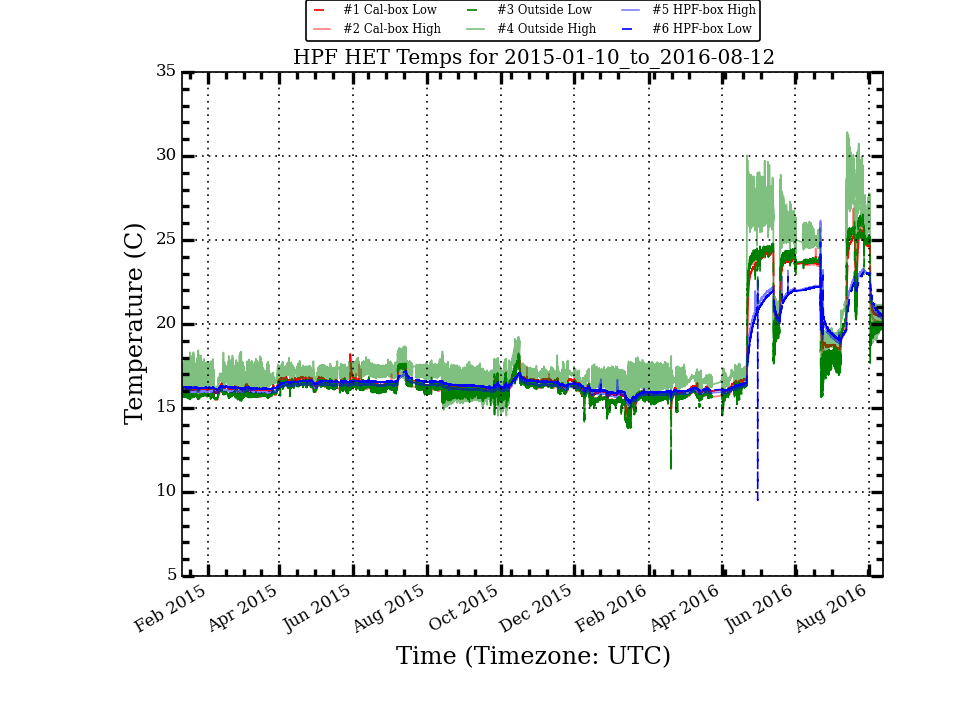 #1 Cal-box Low #3 Outside Low #5 HPF-box High
#2 Cal-box High #4 Outside High #6 HPF-box Low
HPF HET Temps for 2015-01-10_to_2016-08-12
35
30
25
20
15
10
5
Temperature (C)
Feb 2015 Apr 2015 Jun 2015 Aug 2015 Oct 2015 Dec 2015 Feb 2016 Apr 2016 Jun 2016 Aug 2016
Time (Timezone: UTC)